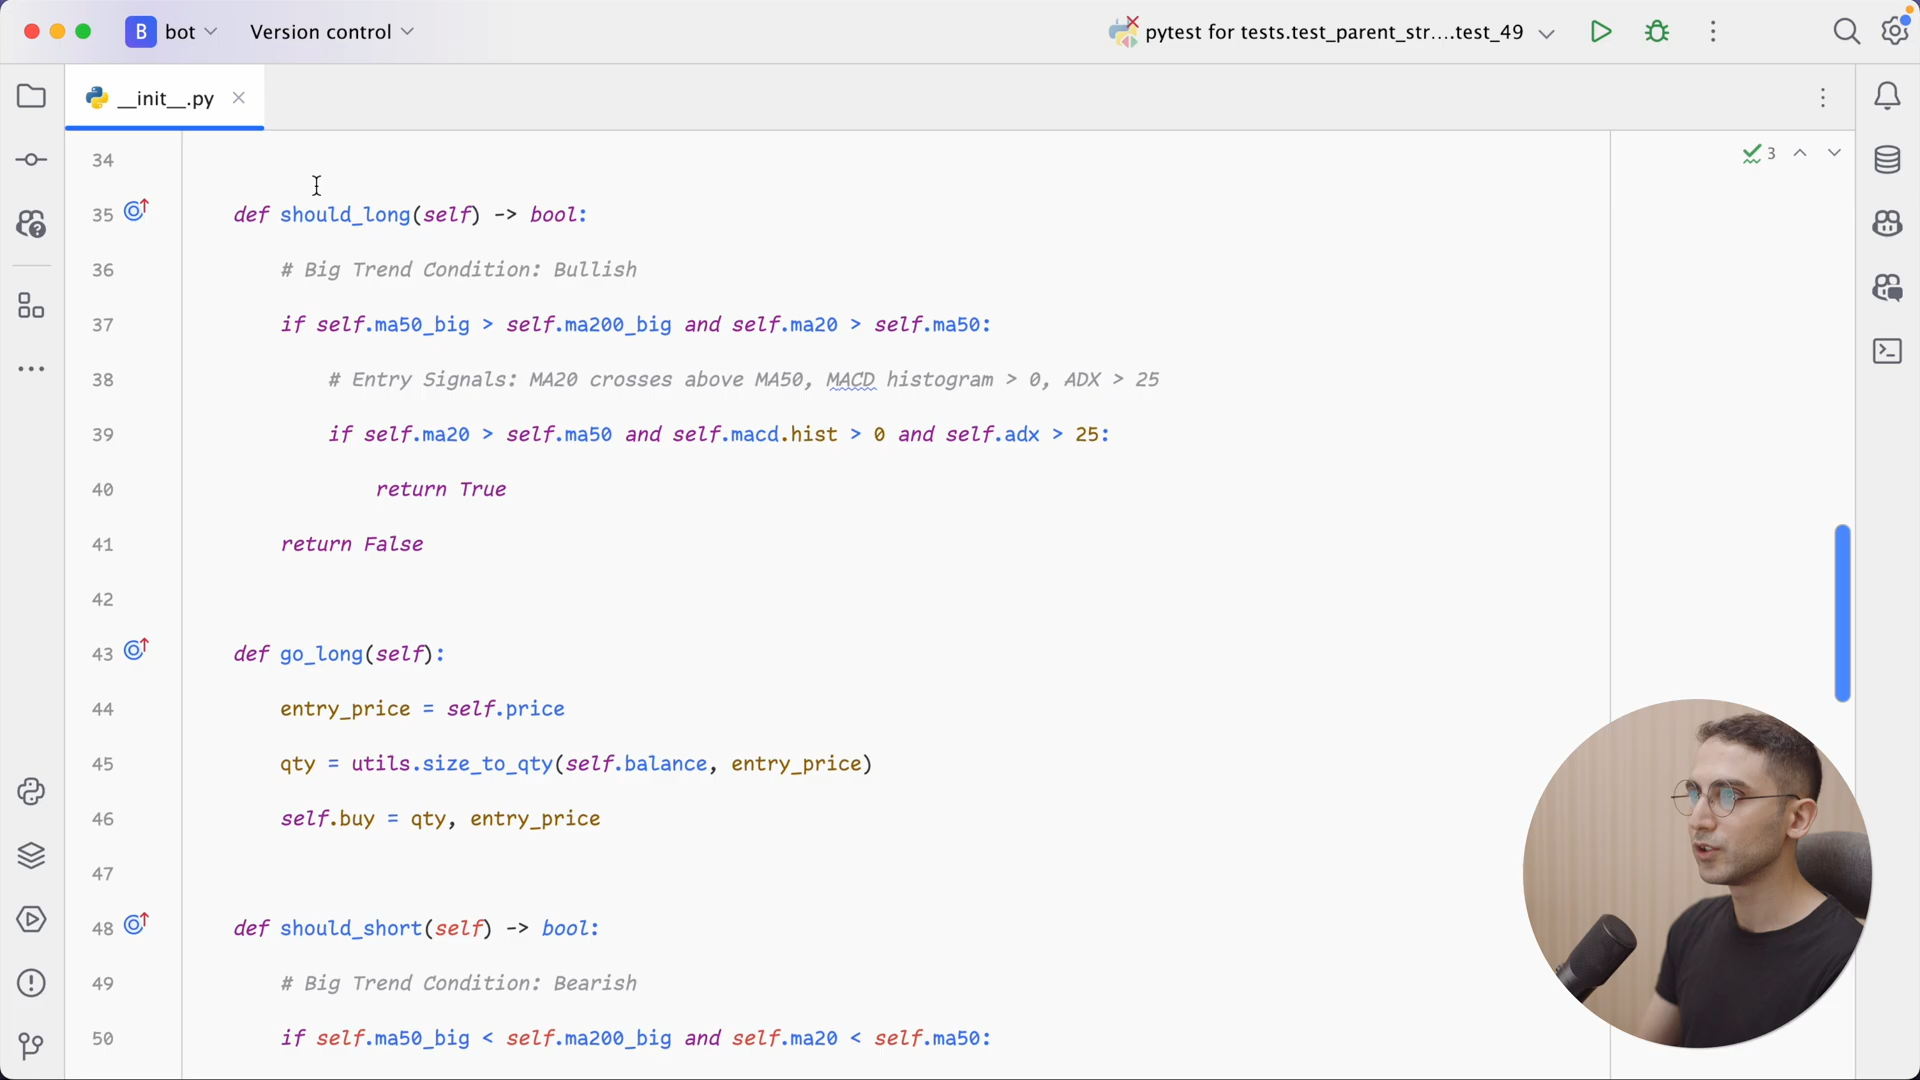 B bot Version control pytest for tests.test_parent_str....test_49
__init__.py
34
3
35 def should_long(self) -> bool:
36 # Big Trend Condition: Bullish
37 if self.ma50_big > self.ma200_big and self.ma20 > self.ma50:
38 # Entry Signals: MA20 crosses above MA50, MACD histogram > 0, ADX > 25
39 if self.ma20 > self.ma50 and self.macd.hist > 0 and self.adx > 25:
40 return True
41 return False
42
43 def go_long(self):
44 entry_price = self.price
45 qty = utils.size_to_qty(self.balance, entry_price)
46 self.buy = qty, entry_price
47
48 def should_short(self) -> bool:
49 # Big Trend Condition: Bearish
50 if self.ma50_big < self.ma200_big and self.ma20 < self.ma50: